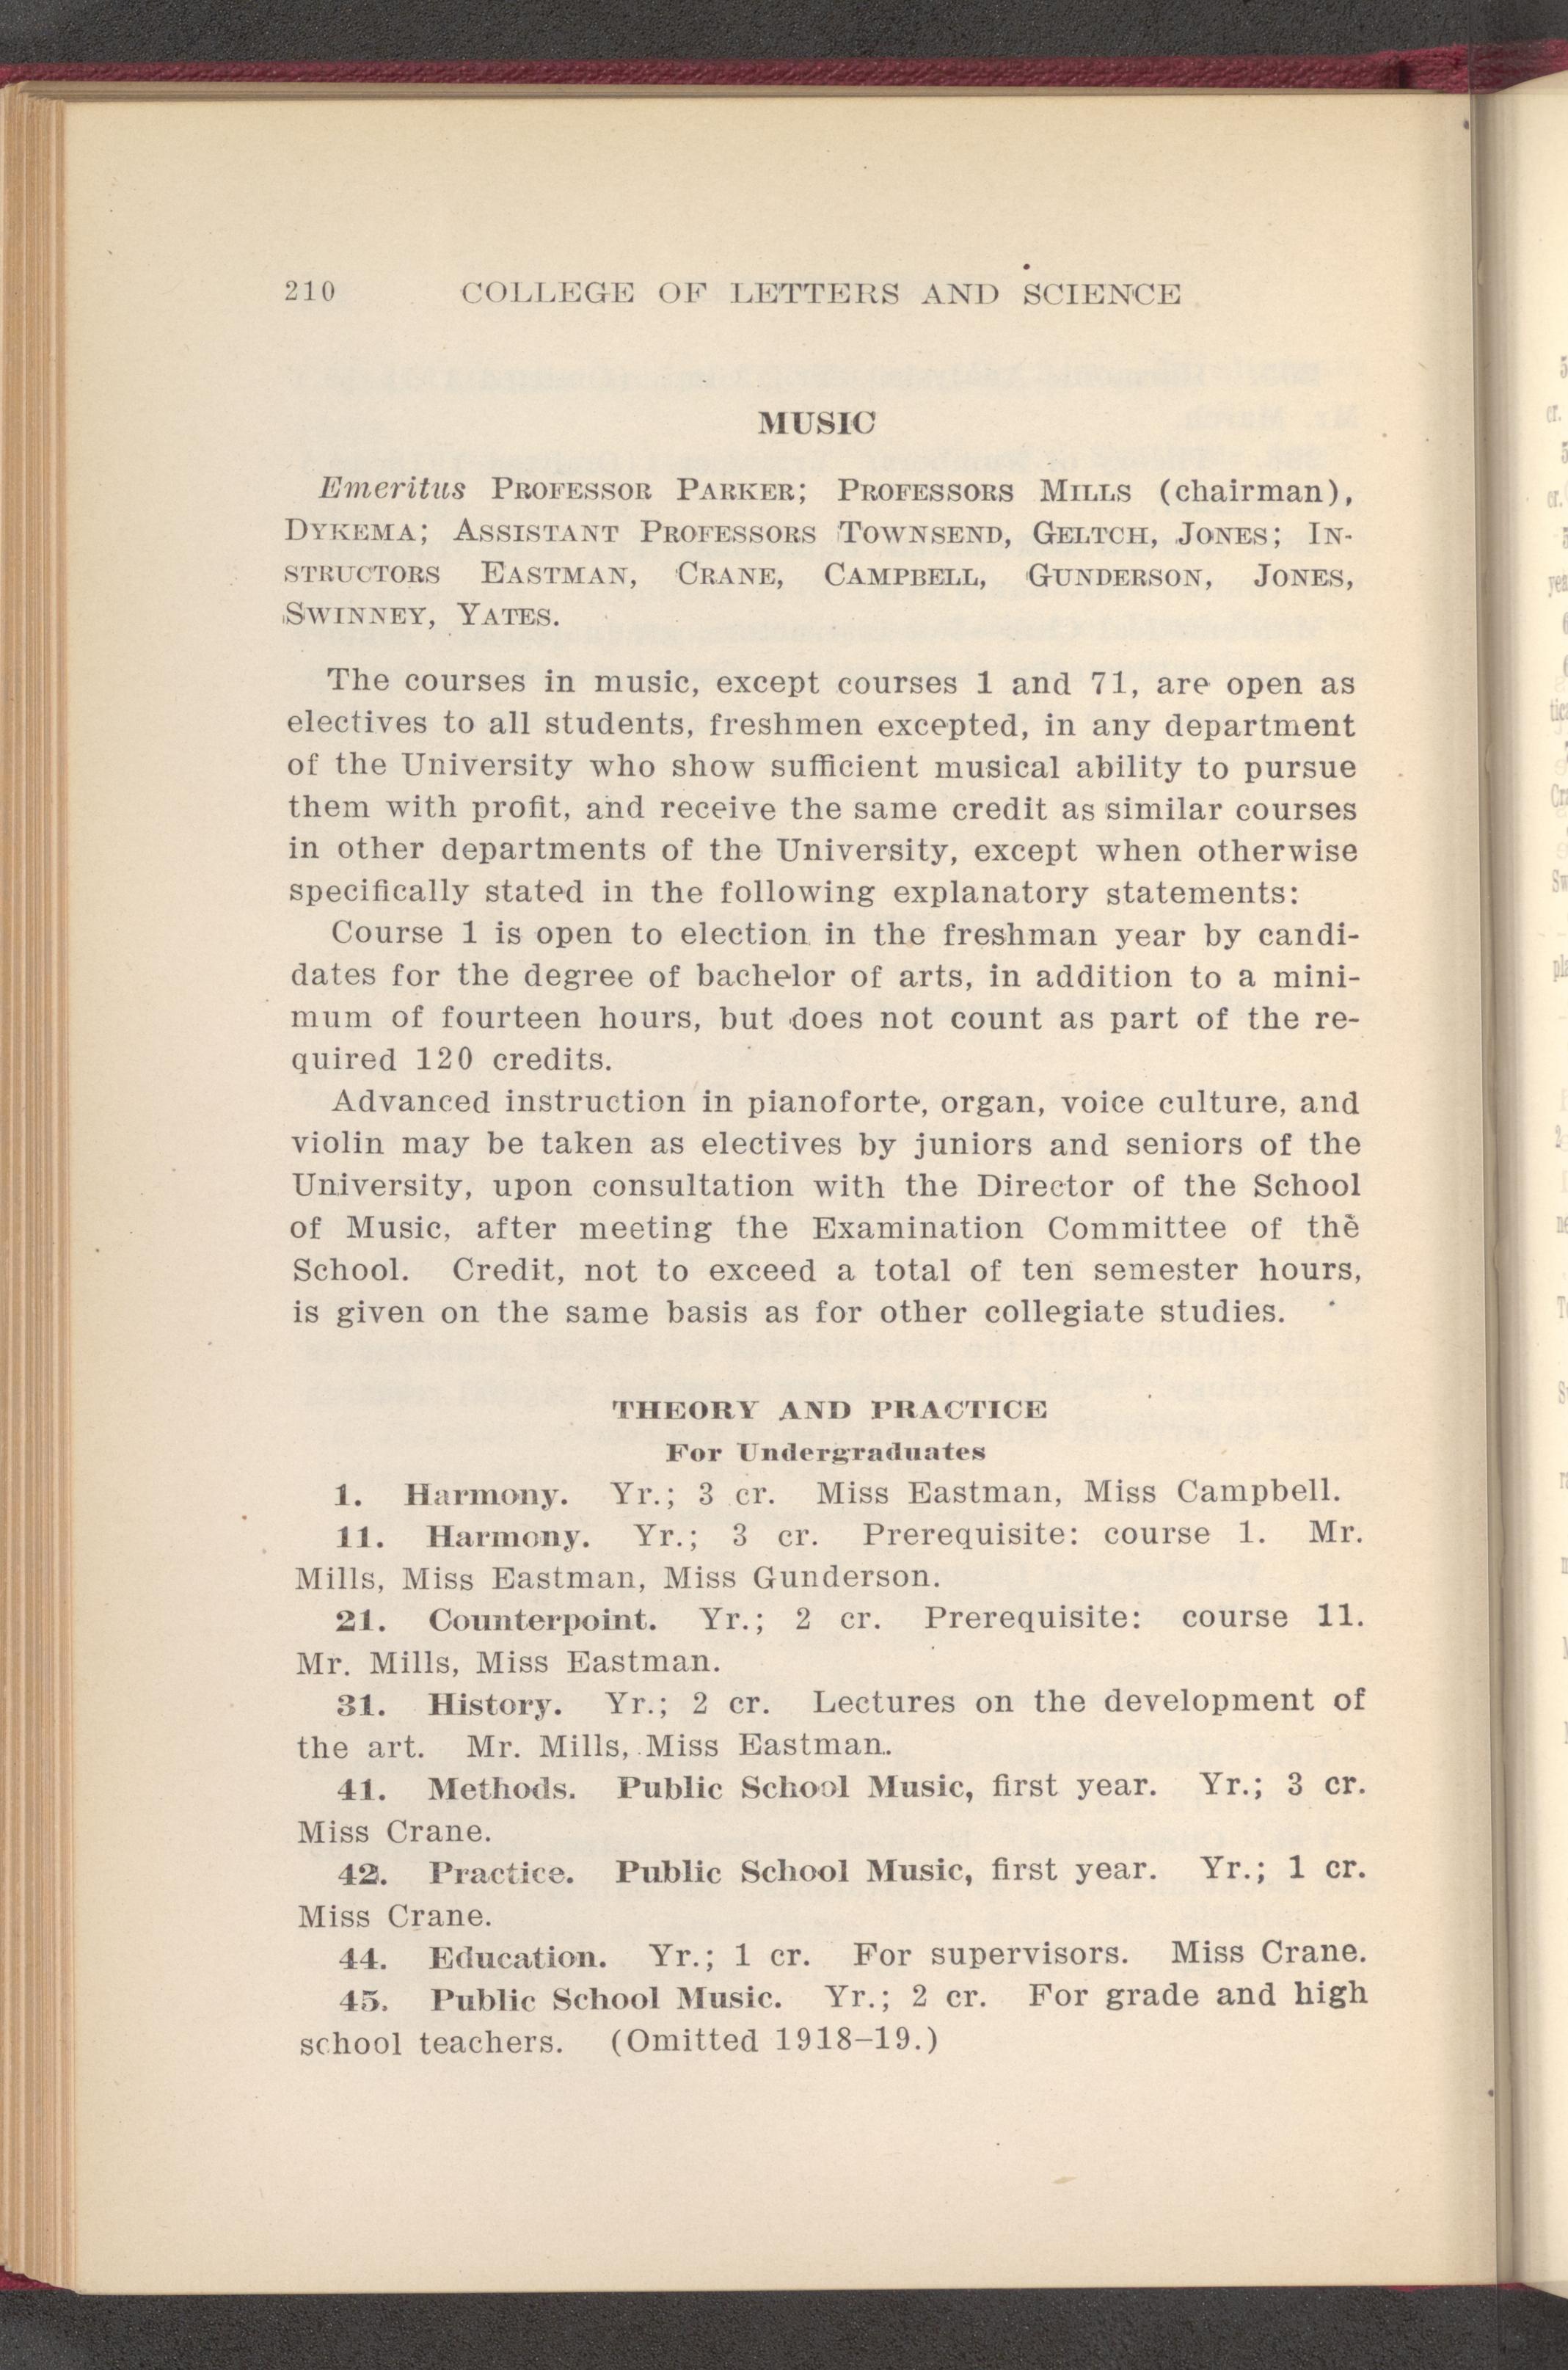 210 COLLEGE OF LETTERS AND SCIENCE
MUSIC
Emeritus PROFESSOR PARKER; PROFESSORS MILLS (chairman),
DYKEMA; ASSISTANT PROFESSORS TOWNSEND, GELTCH, JONES; IN-
STRUCTORS EASTMAN, CRANE, CAMPBELL, GUNDERSON, JONES,
SWINNEY, YATES.
The courses in music, except courses 1 and 71, are open as
electives to all students, freshmen excepted, in any department
of the University who show sufficient musical ability to pursue
them with profit, and receive the same credit as similar courses
in other departments of the University, except when otherwise
specifically stated in the following explanatory statements:
Course 1 is open to election in the freshman year by candi-
dates for the degree of bachelor of arts, in addition to a mini-
mum of fourteen hours, but does not count as part of the re-
quired 120 credits.
Advanced instruction in pianoforte, organ, voice culture, and
violin may be taken as electives by juniors and seniors of the
University, upon consultation with the Director of the School
of Music, after meeting the Examination Committee of the
School. Credit, not to exceed a total of ten semester hours,
is given on the same basis as for other collegiate studies.
THEORY AND PRACTICE
For Undergraduates
1. Harmony. Yr.; 3 cr. Miss Eastman, Miss Campbell.
11. Harmony. Yr.; 3 cr. Prerequisite: course 1. Mr.
Mills, Miss Eastman, Miss Gunderson.
21. Counterpoint. Yr.; 2 cr. Prerequisite: course 11.
Mr. Mills, Miss Eastman.
31. History. Yr.; 2 cr. Lectures on the development of
the art. Mr. Mills, Miss Eastman.
41. Methods. Public School Music, first year. Yr.; 3 cr.
Miss Crane.
42. Practice. Public School Music, first year. Yr.; 1 cr.
Miss Crane.
44. Education. Yr.; 1 cr. For supervisors. Miss Crane.
45. Public School Music. Yr.; 2 cr. For grade and high
school teachers. (Omitted 1918–19.)